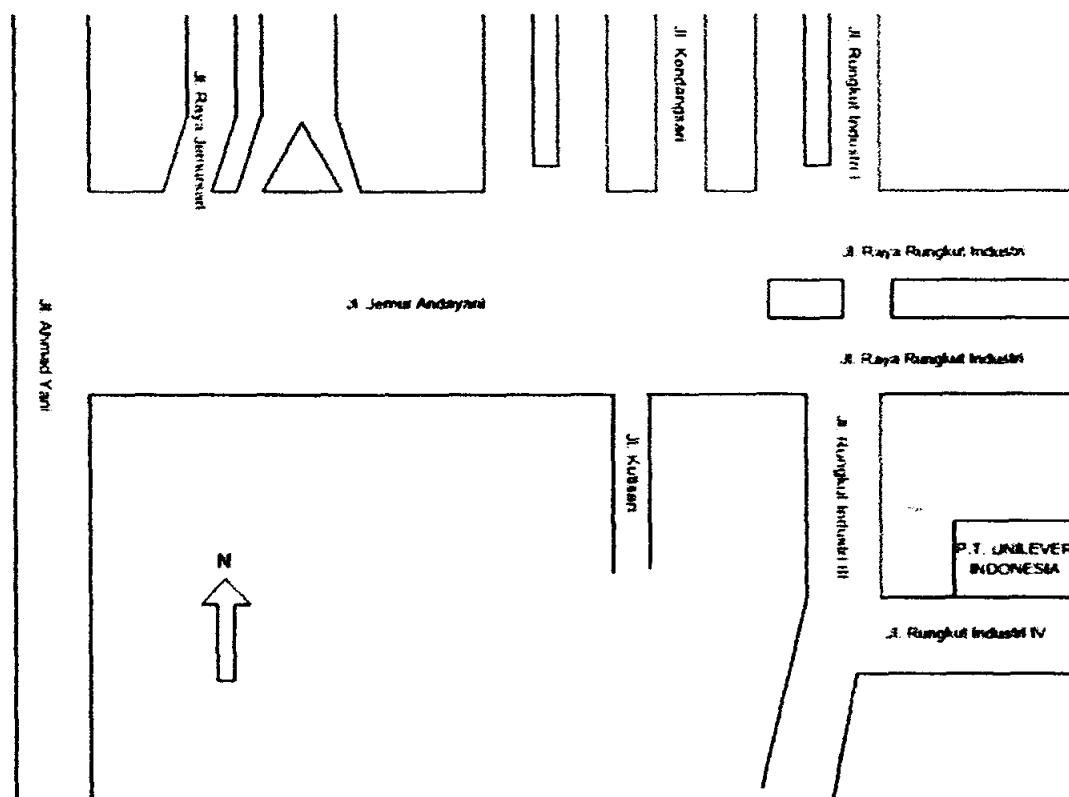 Jl. Raya Jemursari
Jl Kendangsari
Jl. Rungkut Industri I
Jl. Raya Rungkut Industri
Jl. Ahmad Yani
Jl Jemur Andayani
Jl. Raya Rungkut Industri
Jl. Kutisari
Jl. Rungkut Industri III
N
P.T. UNILEVER
INDONESIA
Jl. Rungkut Industri IV